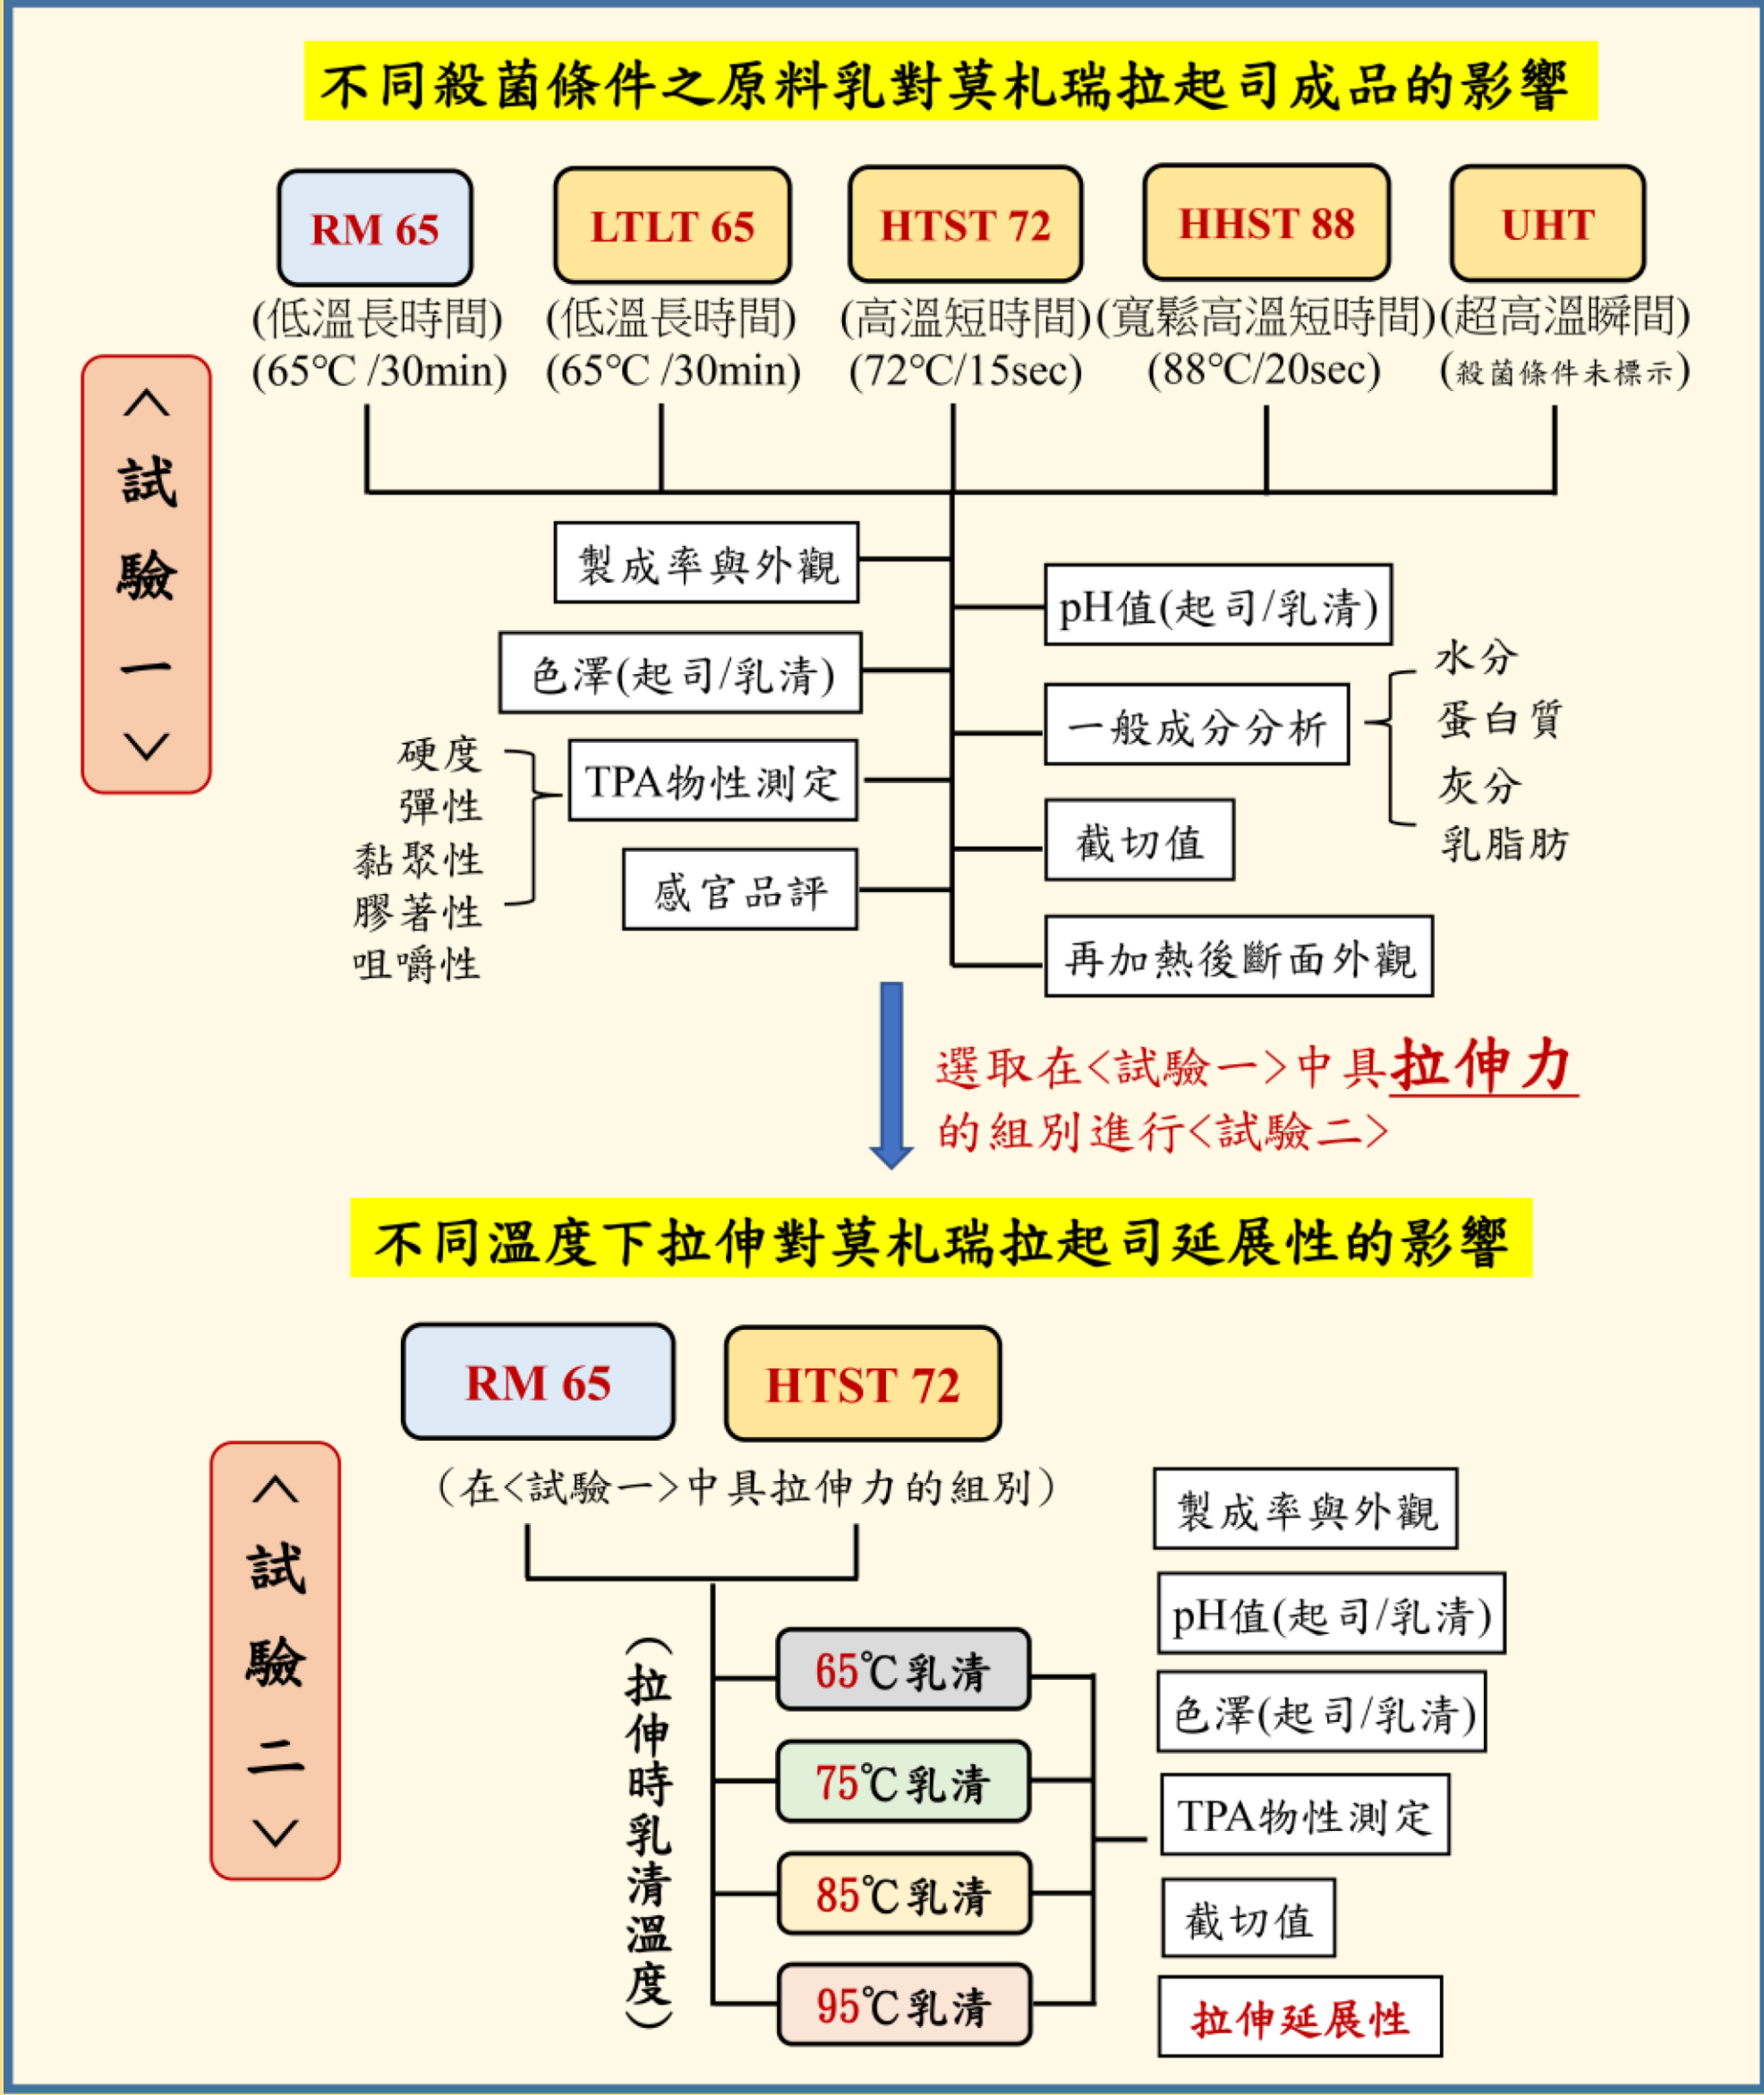 不同殺菌條件之原料乳對莫札瑞拉起司成品的影響
RM 65
LTLT 65
HTST 72
HHST 88
UHT
(低溫長時間)
(65℃ /30min)
(低溫長時間)
(65℃ /30min)
(高溫短時間)
(72℃/15sec)
(寬鬆高溫短時間)
(88℃/20sec)
(超高溫瞬間)
(殺菌條件未標示)
<試驗一>
製成率與外觀
色澤(起司/乳清)
TPA物性測定
硬度
彈性
黏聚性
膠著性
咀嚼性
感官品評
pH值(起司/乳清)
一般成分分析
水分
蛋白質
灰分
乳脂肪
截切值
再加熱後斷面外觀
選取在<試驗一>中具拉伸力
的組別進行<試驗二>
不同溫度下拉伸對莫札瑞拉起司延展性的影響
RM 65
HTST 72
(在<試驗一>中具拉伸力的組別)
<試驗二>
(拉伸時乳清溫度)
65℃乳清
75℃乳清
85℃乳清
95℃乳清
製成率與外觀
pH值(起司/乳清)
色澤(起司/乳清)
TPA物性測定
截切值
拉伸延展性